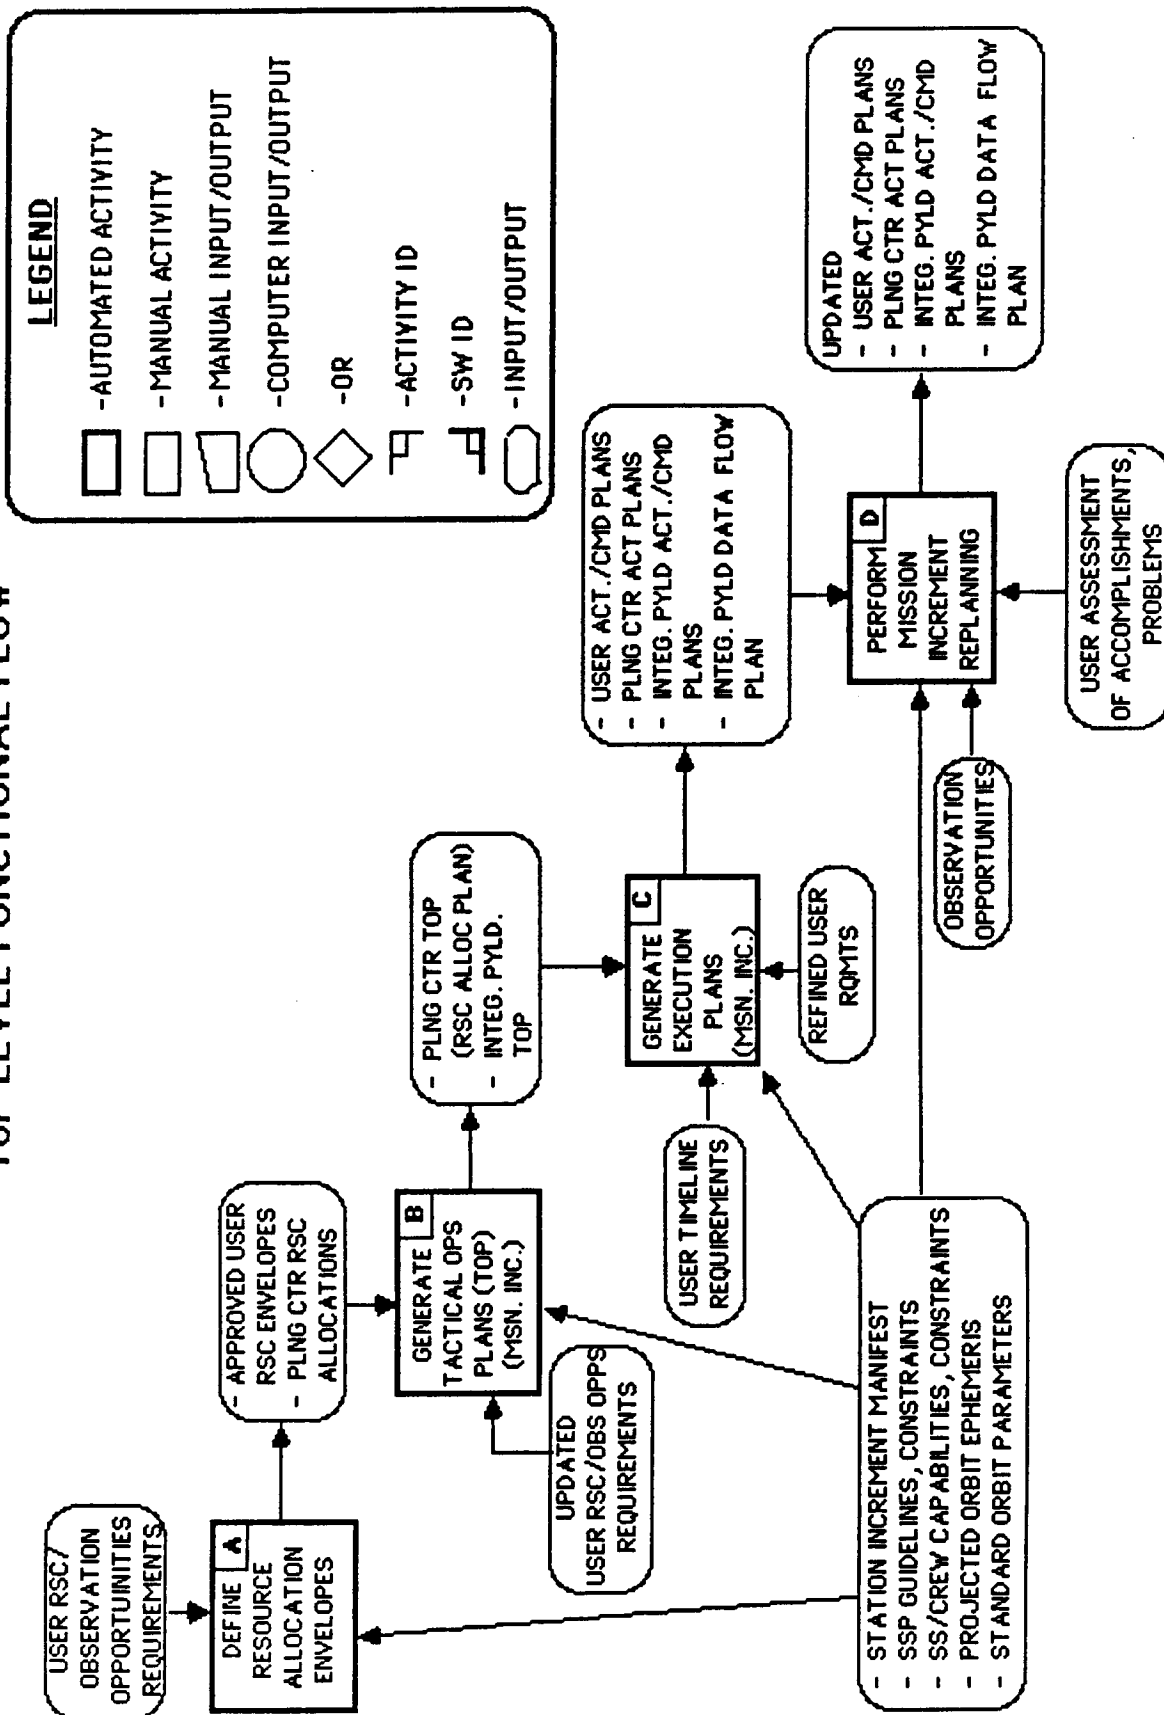 TOP LEVEL FUNCTIONAL FLOW
LEGEND
-AUTOMATED ACTIVITY
-MANUAL ACTIVITY
-MANUAL INPUT/OUTPUT
-COMPUTER INPUT/OUTPUT
-OR
-ACTIVITY ID
-SW ID
-INPUT/OUTPUT
USER RSC/
OBSERVATION
OPPORTUINITIES
REQUIREMENTS
A
DEFINE
RESOURCE
ALLOCATION
ENVELOPES
- APPROVED USER
RSC ENVELOPES
- PLNG CTR RSC
ALLOCATIONS
B
GENERATE
TACTICAL OPS
PLANS (TOP)
(MSN. INC.)
UPDATED
USER RSC/OBS OPPS
REQUIREMENTS
- PLNG CTR TOP
(RSC ALLOC PLAN)
- INTEG. PYLD.
TOP
C
GENERATE
EXECUTION
PLANS
(MSN. INC.)
USER TIMELINE
REQUIREMENTS
REFINED USER
RQMTS
- USER ACT./CMD PLANS
- PLNG CTR ACT PLANS
- INTEG. PYLD ACT./CMD
PLANS
- INTEG. PYLD DATA FLOW
PLAN
D
PERFORM
MISSION
INCREMENT
REPLANNING
OBSERVATION
OPPORTUNITIES
USER ASSESSMENT
OF ACCOMPLISHMENTS,
PROBLEMS
UPDATED
- USER ACT./CMD PLANS
- PLNG CTR ACT PLANS
- INTEG. PYLD ACT./CMD
PLANS
- INTEG. PYLD DATA FLOW
PLAN
- STATION INCREMENT MANIFEST
- SSP GUIDELINES, CONSTRAINTS
- SS/CREW CAPABILITIES, CONSTRAINTS
- PROJECTED ORBIT EPHEMERIS
- STANDARD ORBIT PARAMETERS